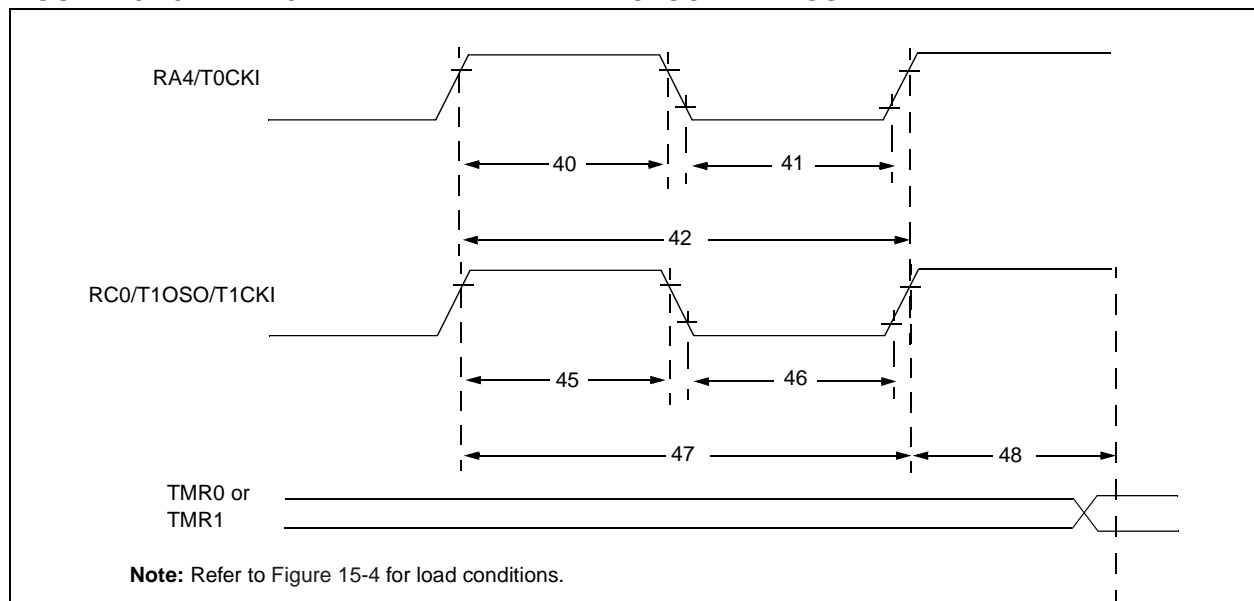 RA4/T0CKI
40
41
42
RC0/T1OSO/T1CKI
45
46
47
48
TMR0 or
TMR1
Note: Refer to Figure 15-4 for load conditions.